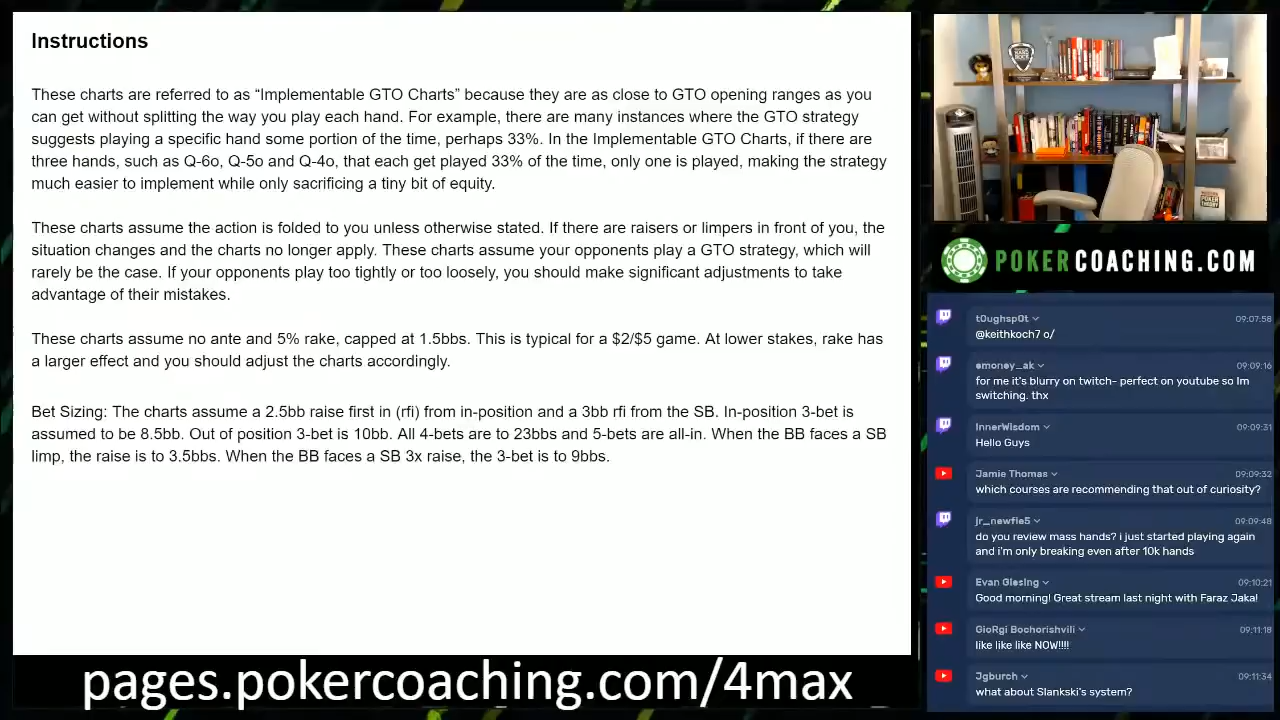 Instructions
These charts are referred to as “Implementable GTO Charts” because they are as close to GTO opening ranges as you
can get without splitting the way you play each hand. For example, there are many instances where the GTO strategy
suggests playing a specific hand some portion of the time, perhaps 33%. In the Implementable GTO Charts, if there are
three hands, such as Q-6o, Q-5o and Q-4o, that each get played 33% of the time, only one is played, making the strategy
much easier to implement while only sacrificing a tiny bit of equity.
These charts assume the action is folded to you unless otherwise stated. If there are raisers or limpers in front of you, the
situation changes and the charts no longer apply. These charts assume your opponents play a GTO strategy, which will
rarely be the case. If your opponents play too tightly or too loosely, you should make significant adjustments to take
advantage of their mistakes.
These charts assume no ante and 5% rake, capped at 1.5bbs. This is typical for a $2/$5 game. At lower stakes, rake has
a larger effect and you should adjust the charts accordingly.
Bet Sizing: The charts assume a 2.5bb raise first in (rfi) from in-position and a 3bb rfi from the SB. In-position 3-bet is
assumed to be 8.5bb. Out of position 3-bet is 10bb. All 4-bets are to 23bbs and 5-bets are all-in. When the BB faces a SB
limp, the raise is to 3.5bbs. When the BB faces a SB 3x raise, the 3-bet is to 9bbs.
pages.pokercoaching.com/4max
POKERCOACHING.COM
t0ughsp0t 09:07:58
@keithkoch7 o/
emoney_ak 09:09:16
for me it's blurry on twitch- perfect on youtube so Im
switching. thx
InnerWisdom 09:09:31
Hello Guys
Jamie Thomas 09:09:32
which courses are recommending that out of curiosity?
jr_newfie5 09:09:48
do you review mass hands? i just started playing again
and i'm only breaking even after 10k hands
Evan Giesing 09:10:21
Good morning! Great stream last night with Faraz Jaka!
GioRgi Bochorishvili 09:11:18
like like like NOW!!!!
Jgburch 09:11:34
what about Slankski's system?